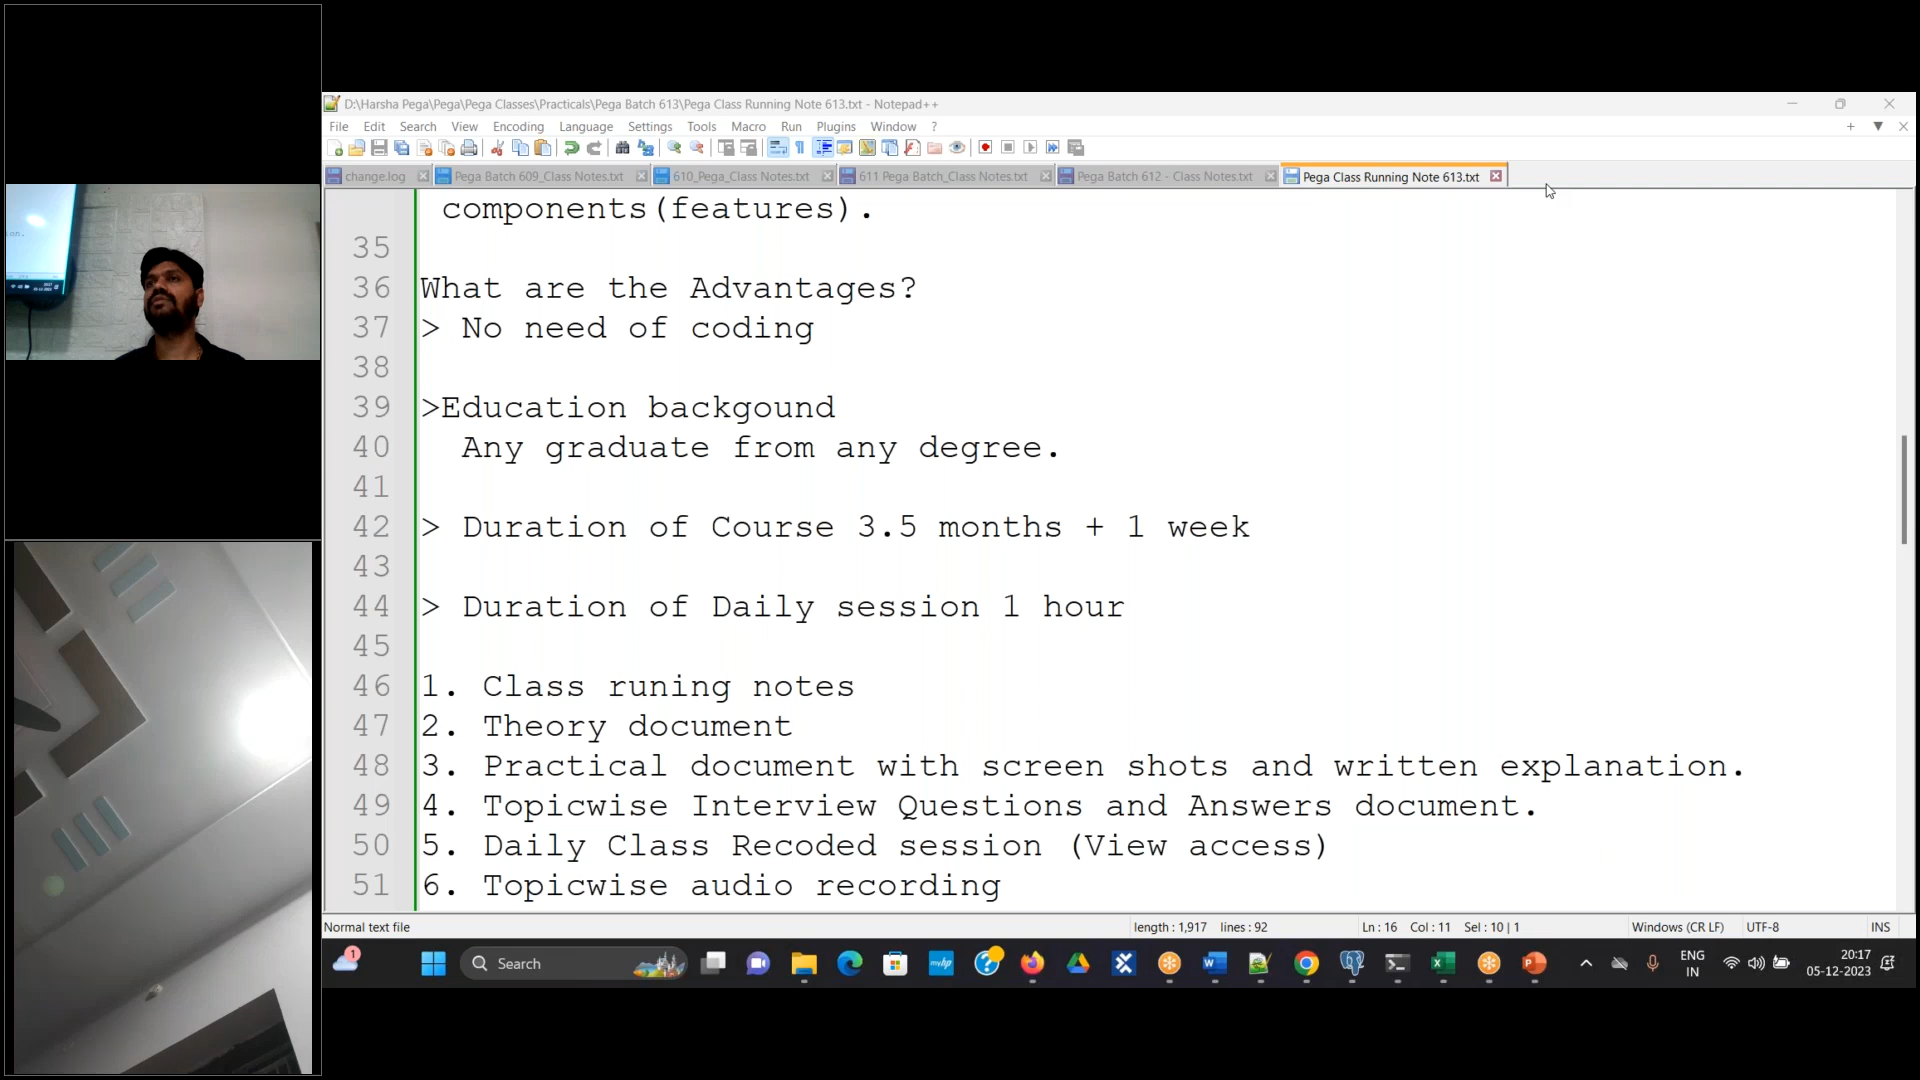 D:\Harsha Pega\Pega\Pega Classes\Practicals\Pega Batch 613\Pega Class Running Note 613.txt - Notepad++
File Edit Search View Encoding Language Settings Tools Macro Run Plugins Window ?
change.log Pega Batch 609_Class Notes.txt 610_Pega_Class Notes.txt 611 Pega Batch_Class Notes.txt Pega Batch 612 - Class Notes.txt Pega Class Running Note 613.txt
components(features).
35
36 What are the Advantages?
37 > No need of coding
38
39 >Education backgound
40 Any graduate from any degree.
41
42 > Duration of Course 3.5 months + 1 week
43
44 > Duration of Daily session 1 hour
45
46 1. Class runing notes
47 2. Theory document
48 3. Practical document with screen shots and written explanation.
49 4. Topicwise Interview Questions and Answers document.
50 5. Daily Class Recoded session (View access)
51 6. Topicwise audio recording
Normal text file length : 1,917 lines : 92 Ln : 16 Col : 11 Sel : 10 | 1 Windows (CR LF) UTF-8 INS
1 Search ENG IN 20:17 05-12-2023